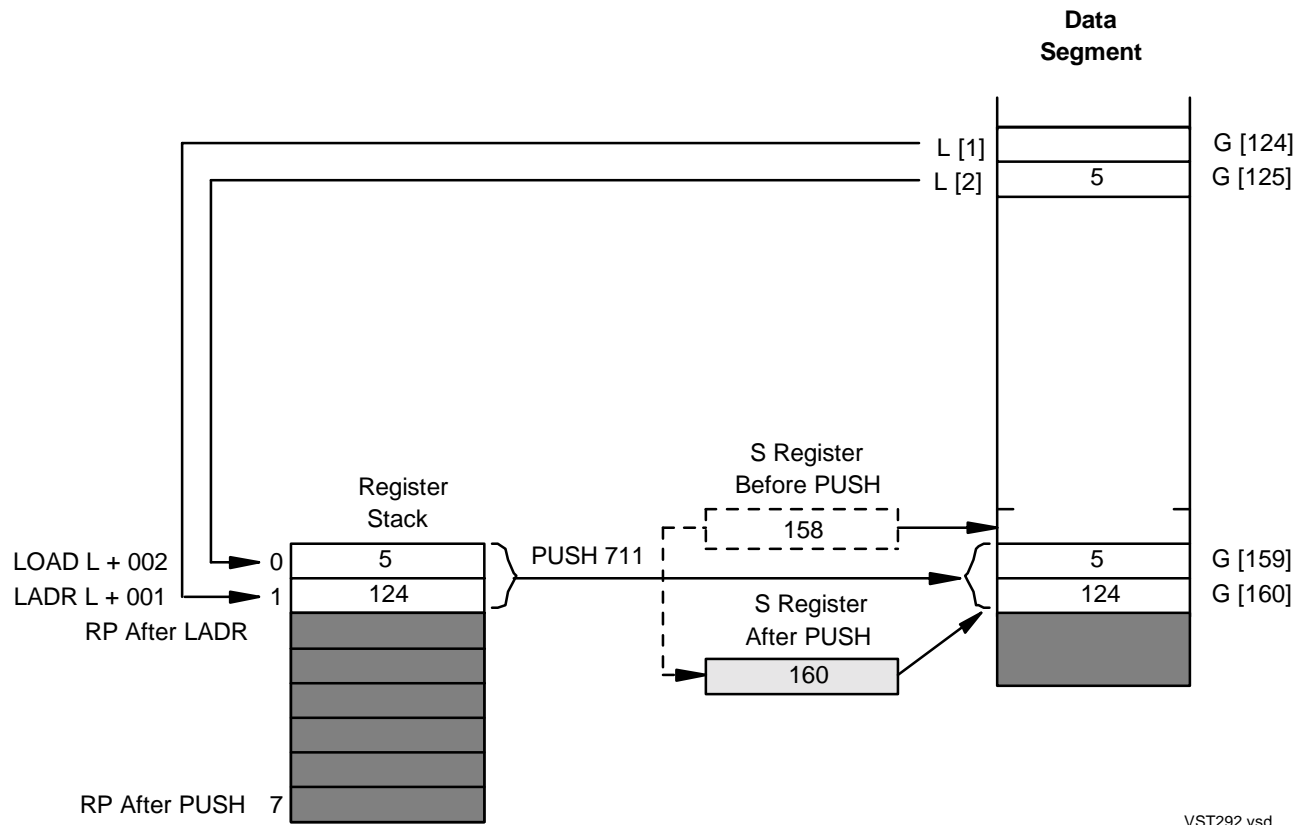 Data
Segment
L [1]
G [124]
L [2]
5
G [125]
S Register
Before PUSH
158
Register
Stack
LOAD L + 002
0
5
PUSH 711
5
G [159]
LADR L + 001
1
124
124
G [160]
RP After LADR
S Register
After PUSH
160
RP After PUSH
7
VST292.vsd